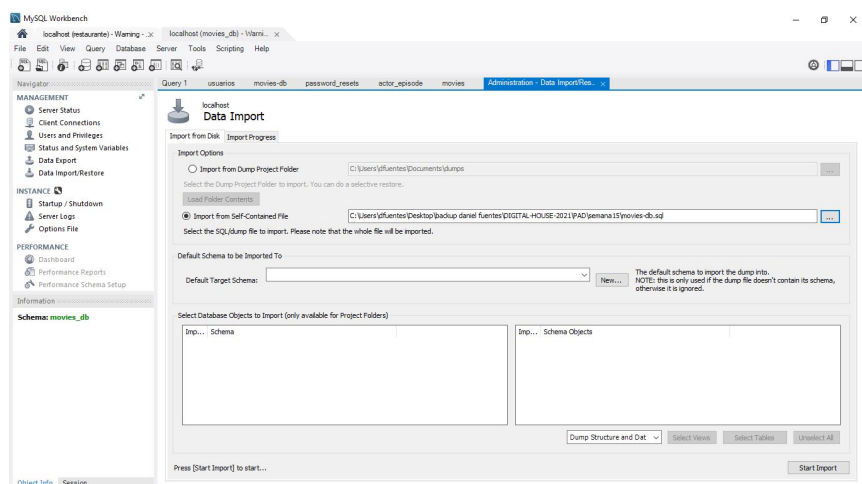 MySQL Workbench
localhost (restaurante) - Warning - ...
localhost (movies_db) - Warni...
File Edit View Query Database Server Tools Scripting Help
Navigator
Query 1 usuarios movies-db password_resets actor_episode movies Administration - Data Import/Res...
MANAGEMENT
Server Status
Client Connections
Users and Privileges
Status and System Variables
Data Export
Data Import/Restore
INSTANCE
Startup / Shutdown
Server Logs
Options File
PERFORMANCE
Dashboard
Performance Reports
Performance Schema Setup
Information
Schema: movies_db
Object Info Session
localhost
Data Import
Import from Disk Import Progress
Import Options
Import from Dump Project Folder C:\Users\dfuentes\Documents\dumps ...
Select the Dump Project Folder to import. You can do a selective restore.
Load Folder Contents
Import from Self-Contained File C:\Users\dfuentes\Desktop\backup daniel fuentes\DIGITAL-HOUSE-2021\PAD\semana15\movies-db.sql ...
Select the SQL/dump file to import. Please note that the whole file will be imported.
Default Schema to be Imported To
Default Target Schema: New...
The default schema to import the dump into.
NOTE: this is only used if the dump file doesn't contain its schema,
otherwise it is ignored.
Select Database Objects to Import (only available for Project Folders)
Imp... Schema
Imp... Schema Objects
Dump Structure and Dat Select Views Select Tables Unselect All
Press [Start Import] to start...
Start Import